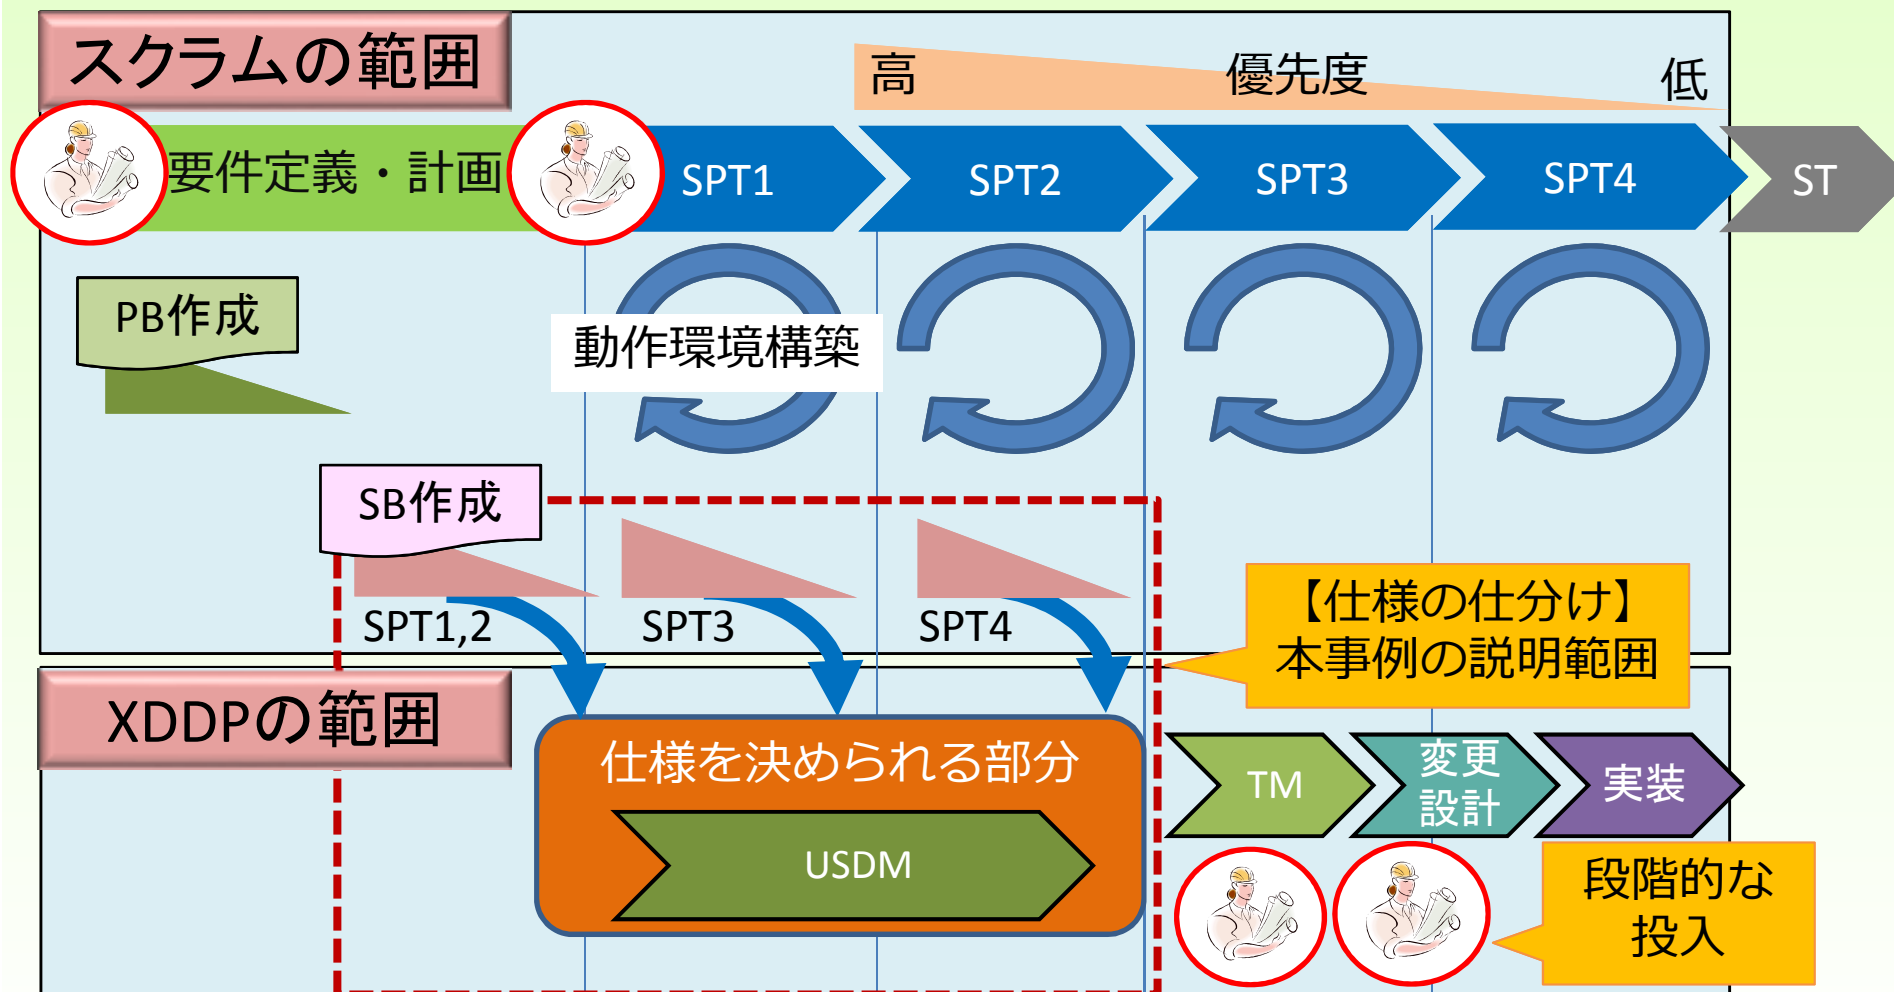 スクラムの範囲
高
優先度
低
要件定義・計画
SPT1
SPT2
SPT3
SPT4
ST
PB作成
動作環境構築
SB作成
SPT1,2
SPT3
SPT4
【仕様の仕分け】
本事例の説明範囲
XDDPの範囲
仕様を決められる部分
USDM
TM
変更
設計
実装
段階的な
投入